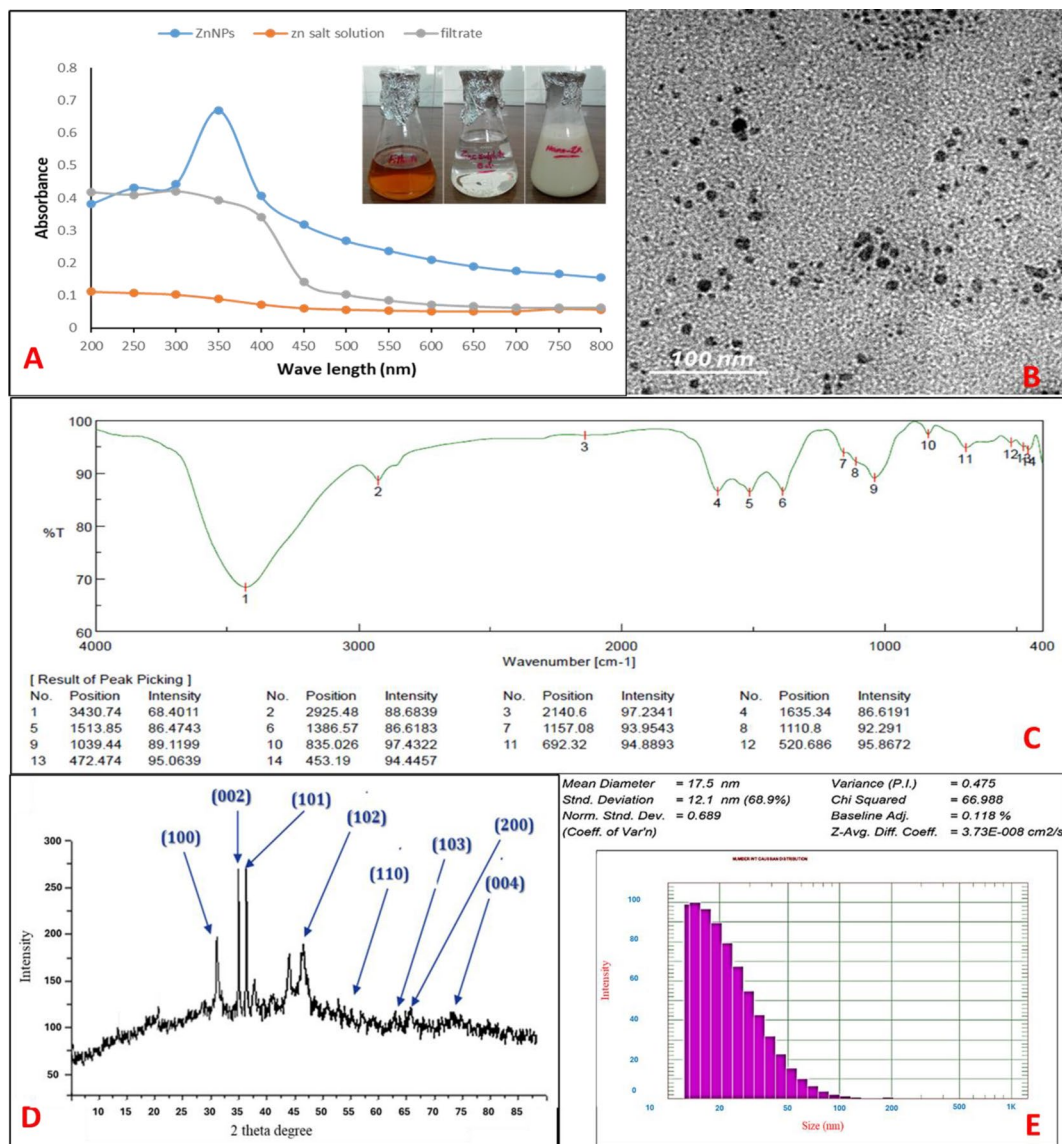 ZnNPs zn salt solution filtrate
0.8
0.7
0.6
0.5
0.4
0.3
0.2
0.1
0
Absorbance
200 250 300 350 400 450 500 550 600 650 700 750 800
Wave length (nm)
A
100 nm
B
100
90
%T
80
70
60
1
2
3
4
5
6
7
8
9
10
11
12
13
14
4000 3000 2000 1000 400
Wavenumber [cm-1]
[ Result of Peak Picking ]
No. Position Intensity No. Position Intensity No. Position Intensity No. Position Intensity
1 3430.74 68.4011 2 2925.48 88.6839 3 2140.6 97.2341 4 1635.34 86.6191
5 1513.85 86.4743 6 1386.57 86.6183 7 1157.08 93.9543 8 1110.8 92.291
9 1039.44 89.1199 10 835.026 97.4322 11 692.32 94.8893 12 520.686 95.8672
13 472.474 95.0639 14 453.19 94.4457
C
(100)
(002)
(101)
(102)
(110)
(103)
(200)
(004)
300
250
200
150
100
50
Intensity
5 10 15 20 25 30 35 40 45 50 55 60 65 70 75 80 85
2 theta degree
D
Mean Diameter = 17.5 nm Variance (P.I.) = 0.475
Stnd. Deviation = 12.1 nm (68.9%) Chi Squared = 66.988
Norm. Stnd. Dev. = 0.689 Baseline Adj. = 0.118 %
(Coeff. of Var'n) Z-Avg. Diff. Coeff. = 3.73E-008 cm2/s
NUMBER WT GAUSSIAN DISTRIBUTION
100
80
60
40
20
0
Intensity
10 20 50 100 200 500 1K
Size (nm)
E